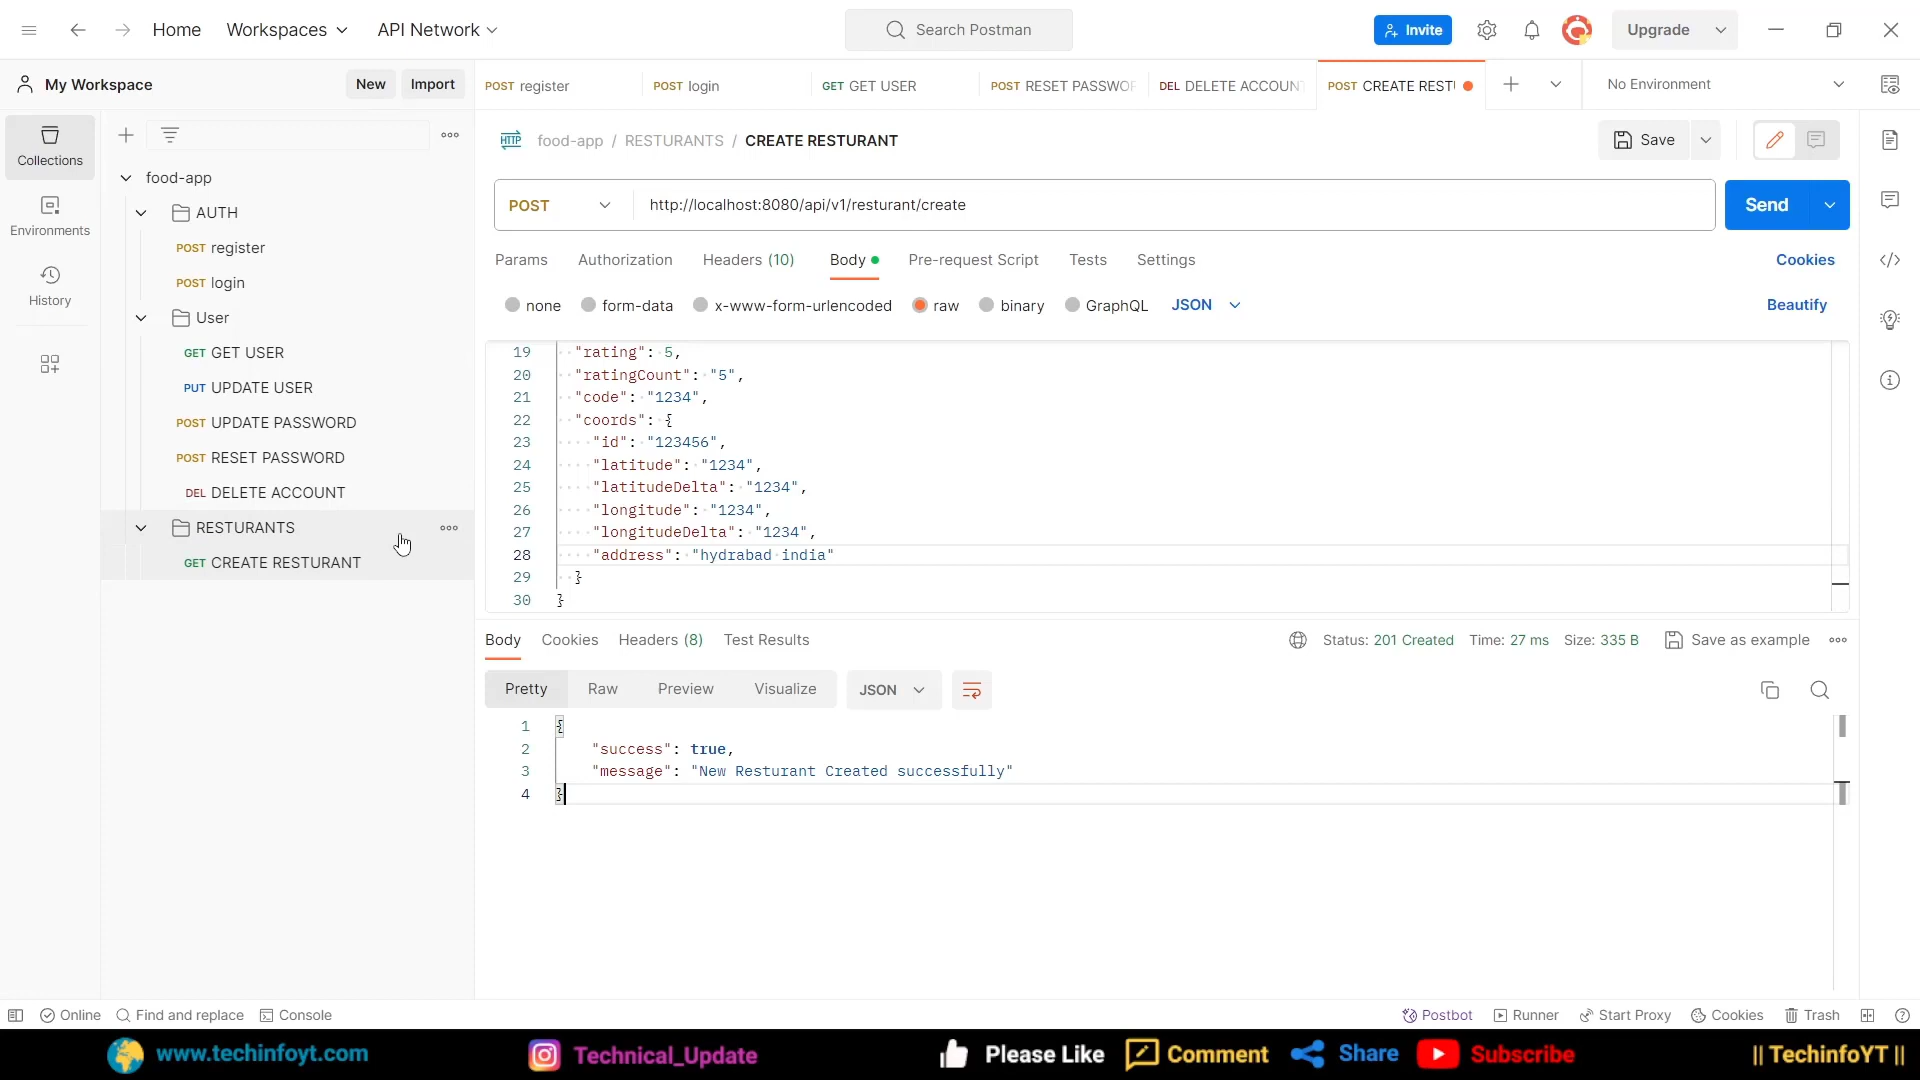 Home Workspaces API Network Search Postman Invite Upgrade
My Workspace New Import POST register POST login GET GET USER POST RESET PASSWOR DEL DELETE ACCOUNT POST CREATE REST No Environment
Collections
Environments
History
food-app
AUTH
POST register
POST login
User
GET GET USER
PUT UPDATE USER
POST UPDATE PASSWORD
POST RESET PASSWORD
DEL DELETE ACCOUNT
RESTURANTS
GET CREATE RESTURANT
HTTP food-app / RESTURANTS / CREATE RESTURANT Save
POST http://localhost:8080/api/v1/resturant/create Send
Params Authorization Headers (10) Body Pre-request Script Tests Settings Cookies
none form-data x-www-form-urlencoded raw binary GraphQL JSON Beautify
19 "rating": 5,
20 "ratingCount": "5",
21 "code": "1234",
22 "coords": {
23 "id": "123456",
24 "latitude": "1234",
25 "latitudeDelta": "1234",
26 "longitude": "1234",
27 "longitudeDelta": "1234",
28 "address": "hydrabad india"
29 }
30 }
Body Cookies Headers (8) Test Results Status: 201 Created Time: 27 ms Size: 335 B Save as example
Pretty Raw Preview Visualize JSON
1 {
2 "success": true,
3 "message": "New Resturant Created successfully"
4 }
Online Find and replace Console Postbot Runner Start Proxy Cookies Trash
www.techinfoyt.com Technical_Update Please Like Comment Share Subscribe || TechinfoYT ||